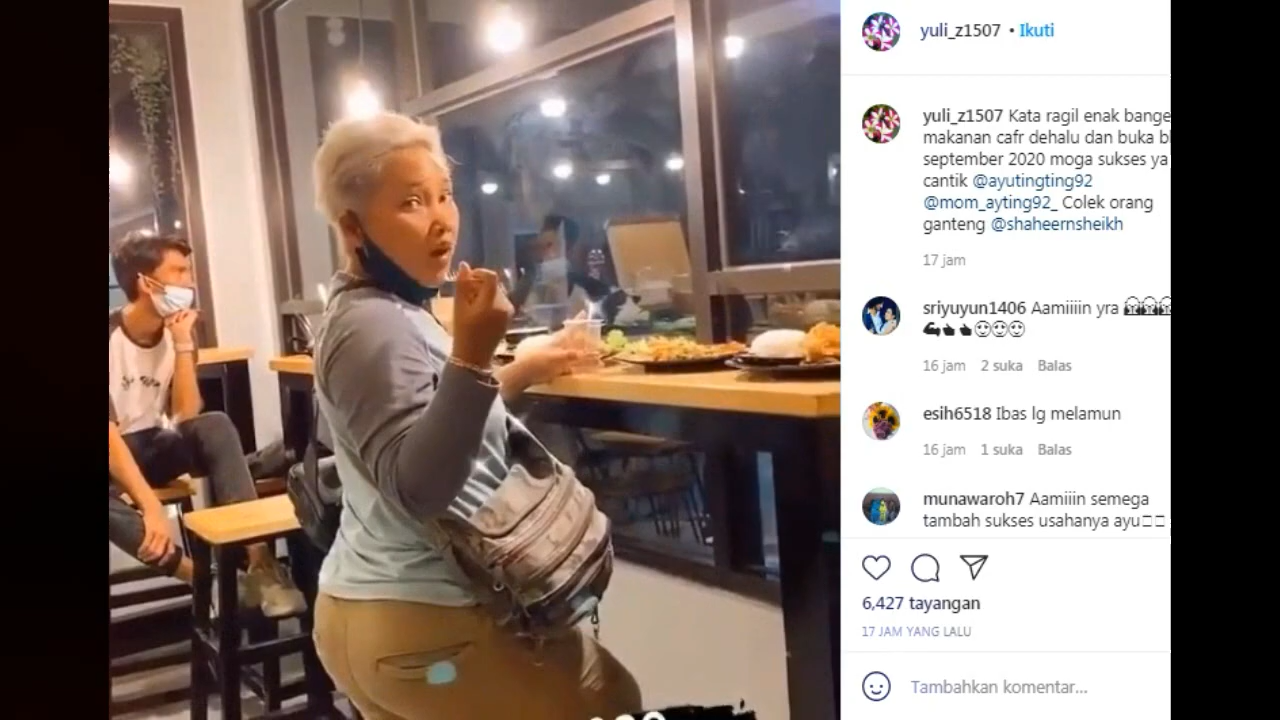 yuli_z1507 • Ikuti
yuli_z1507 Kata ragil enak bange
makanan cafr dehalu dan buka bl
september 2020 moga sukses ya
cantik @ayutingting92
@mom_ayting92_ Colek orang
ganteng @shaheernsheikh
17 jam
sriyuyun1406 Aamiiiin yra
16 jam 2 suka Balas
esih6518 Ibas lg melamun
16 jam 1 suka Balas
munawaroh7 Aamiiin semega
tambah sukses usahanya ayu
6,427 tayangan
17 JAM YANG LALU
Tambahkan komentar...